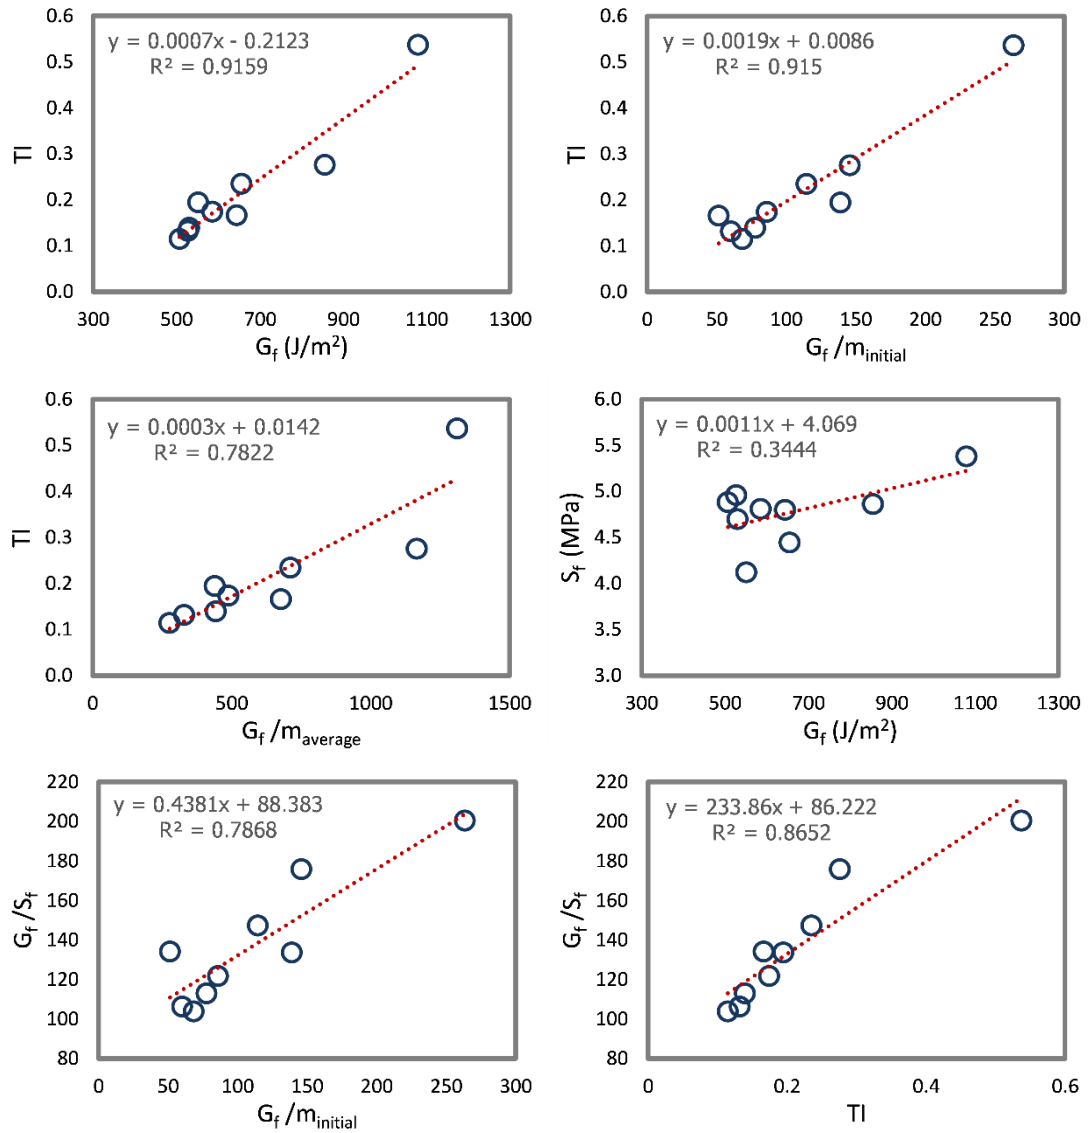 y = 0.0007x - 0.2123
R² = 0.9159
TI
0.6
0.5
0.4
0.3
0.2
0.1
0.0
300 500 700 900 1100 1300
G_f (J/m²)
y = 0.0019x + 0.0086
R² = 0.915
TI
0.6
0.5
0.4
0.3
0.2
0.1
0.0
0 50 100 150 200 250 300
G_f /m_initial
y = 0.0003x + 0.0142
R² = 0.7822
TI
0.6
0.5
0.4
0.3
0.2
0.1
0.0
0 500 1000 1500
G_f /m_average
y = 0.0011x + 4.069
R² = 0.3444
S_f (MPa)
6.0
5.5
5.0
4.5
4.0
3.5
3.0
300 500 700 900 1100 1300
G_f (J/m²)
y = 0.4381x + 88.383
R² = 0.7868
G_f /S_f
220
200
180
160
140
120
100
80
0 50 100 150 200 250 300
G_f /m_initial
y = 233.86x + 86.222
R² = 0.8652
G_f /S_f
220
200
180
160
140
120
100
80
0 0.2 0.4 0.6
TI